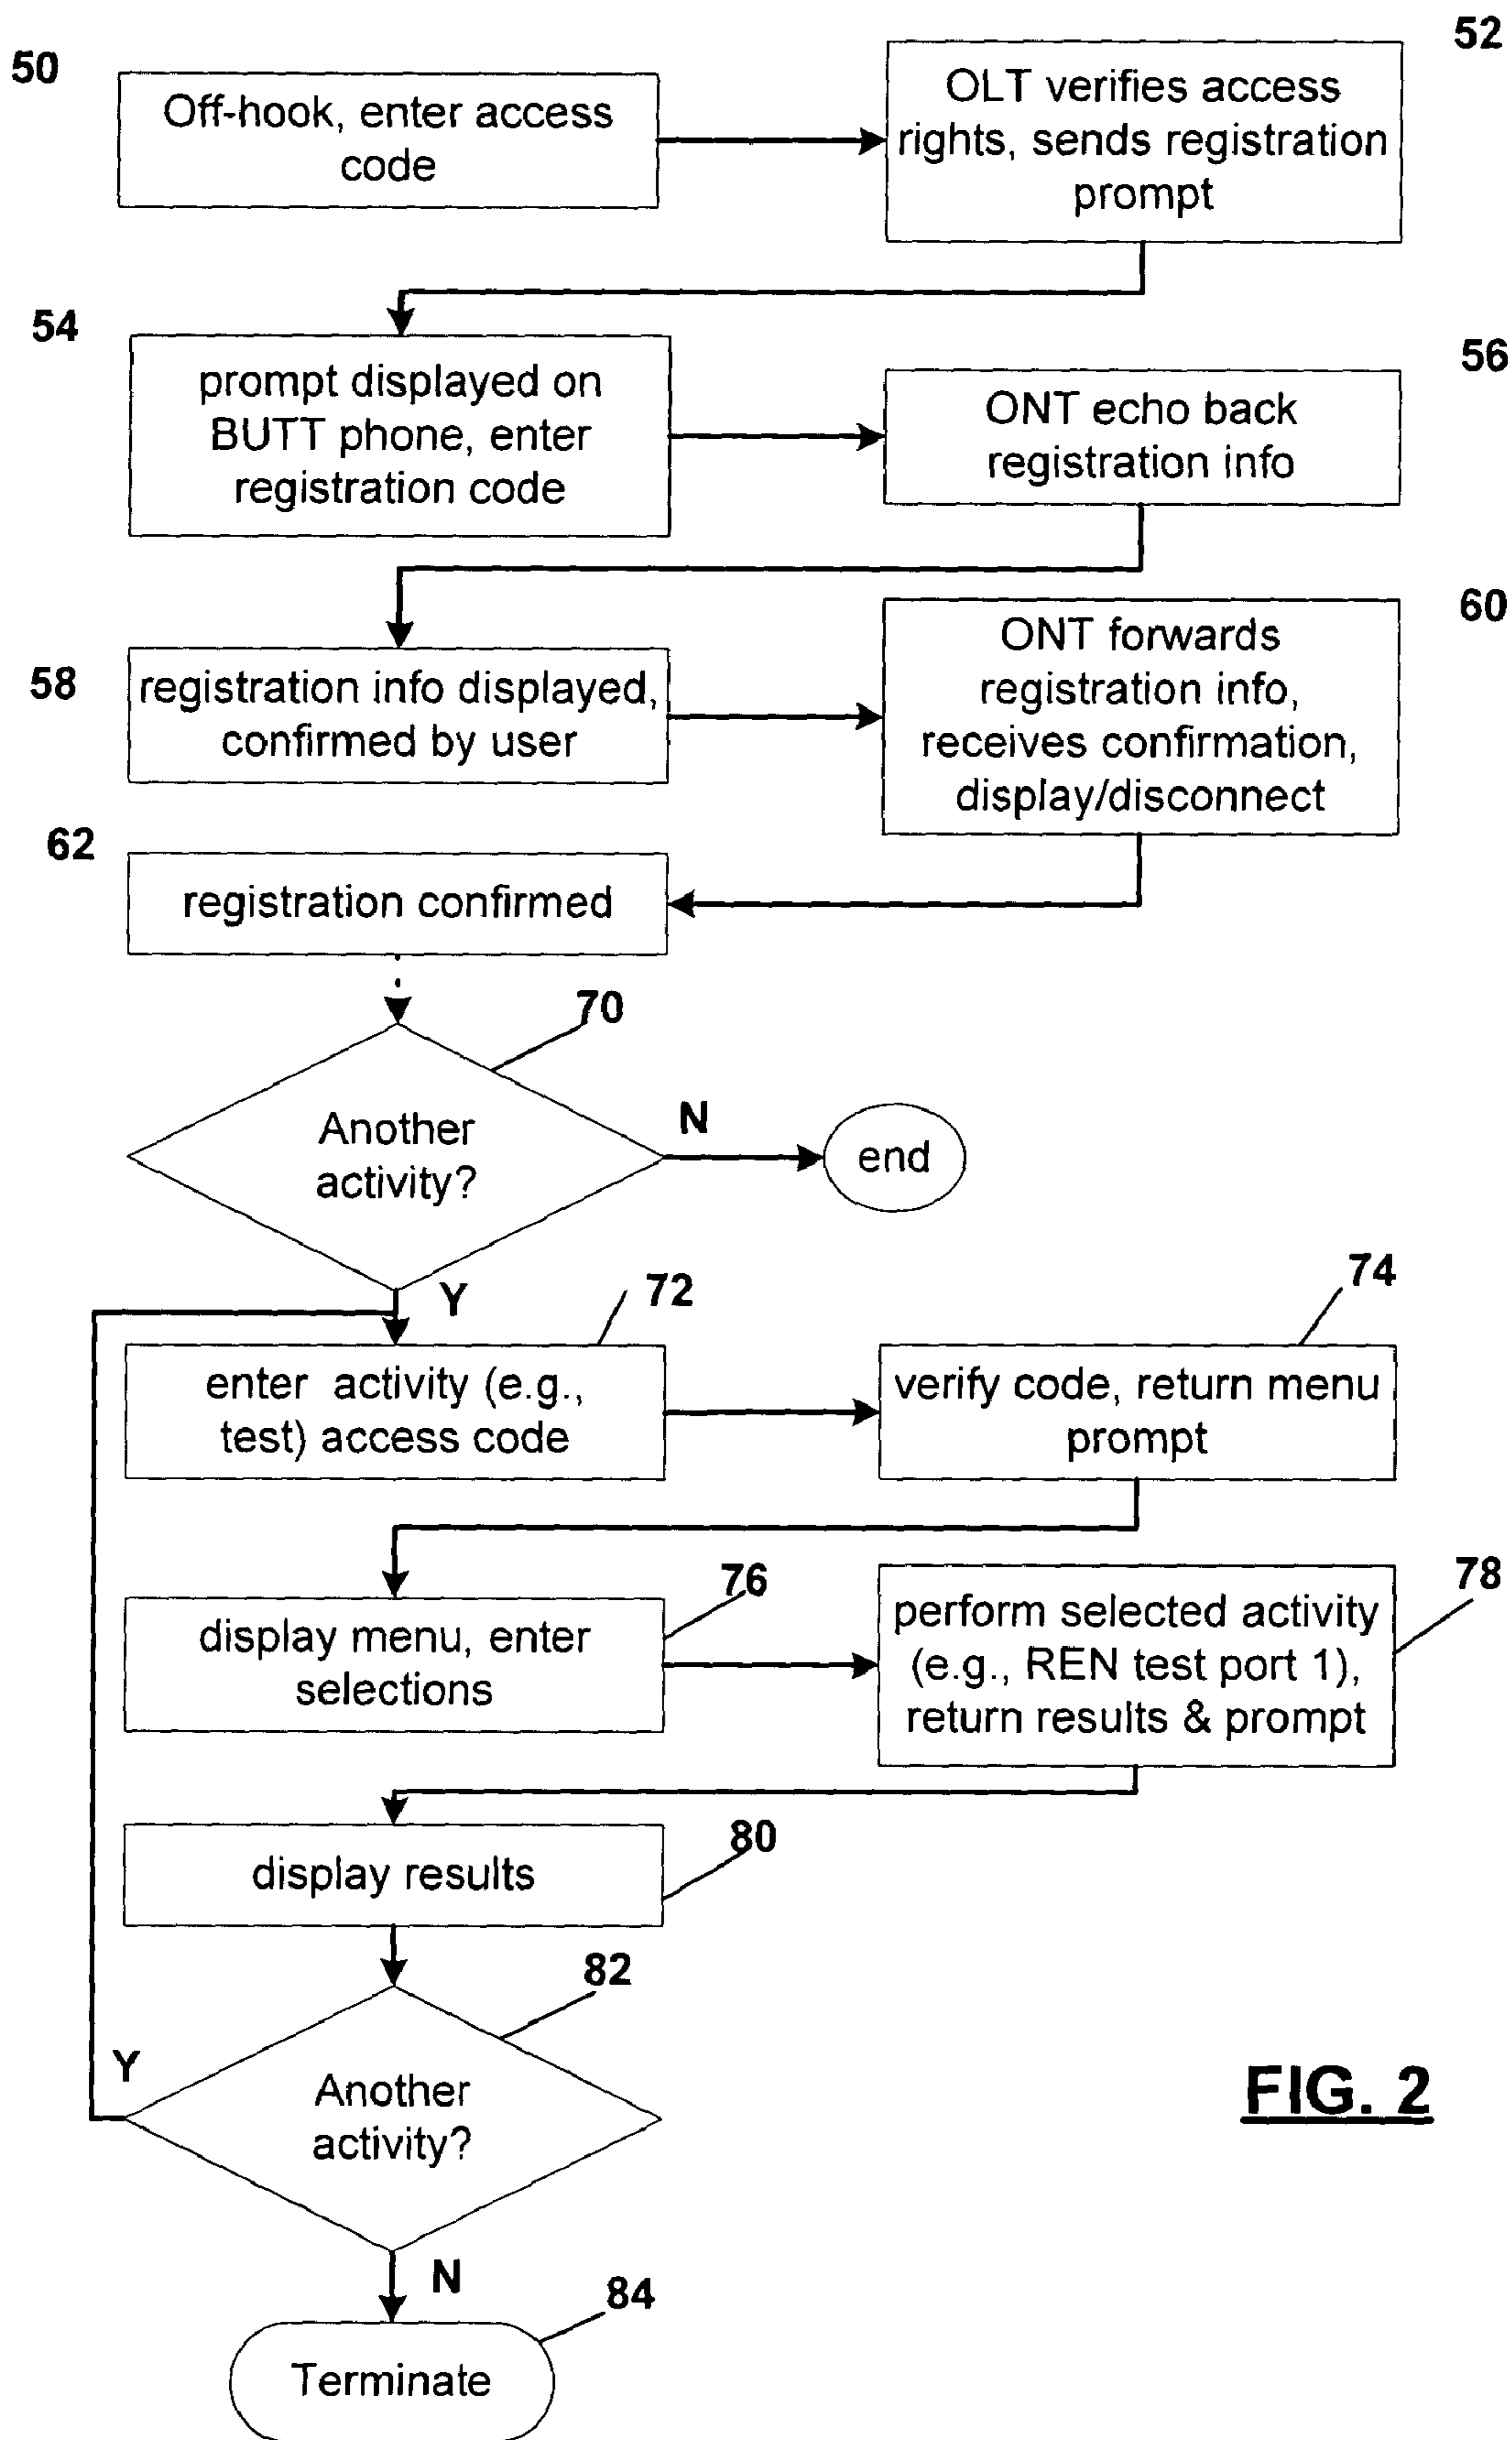 50
Off-hook, enter access
code
52
OLT verifies access
rights, sends registration
prompt
54
prompt displayed on
BUTT phone, enter
registration code
56
ONT echo back
registration info
58
registration info displayed,
confirmed by user
60
ONT forwards
registration info,
receives confirmation,
display/disconnect
62
registration confirmed
70
Another
activity?
N
end
Y
72
enter activity (e.g.,
test) access code
74
verify code, return menu
prompt
76
display menu, enter
selections
78
perform selected activity
(e.g., REN test port 1),
return results & prompt
80
display results
82
Another
activity?
Y
N
84
Terminate
FIG. 2